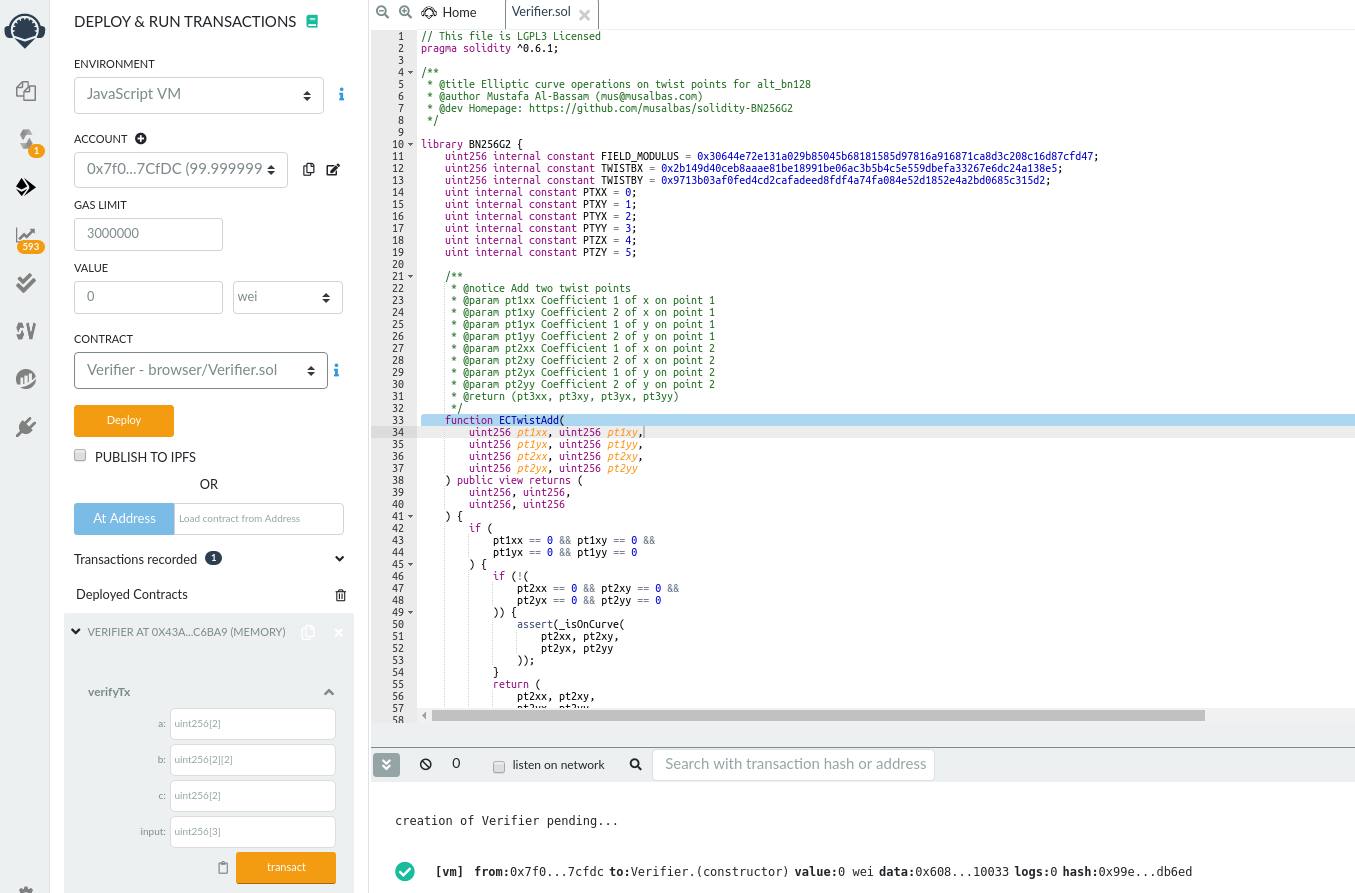 DEPLOY & RUN TRANSACTIONS
ENVIRONMENT
JavaScript VM
ACCOUNT
0x7f0...7CfDC (99.999999
GAS LIMIT
3000000
VALUE
0
wei
CONTRACT
Verifier - browser/Verifier.sol
Deploy
PUBLISH TO IPFS
OR
At Address
Load contract from Address
Transactions recorded 1
Deployed Contracts
VERIFIER AT 0X43A...C6BA9 (MEMORY)
verifyTx
a: uint256[2]
b: uint256[2][2]
c: uint256[2]
input: uint256[3]
transact
1
593
Home
Verifier.sol
1 // This file is LGPL3 Licensed
2 pragma solidity ^0.6.1;
3
4 /**
5 * @title Elliptic curve operations on twist points for alt_bn128
6 * @author Mustafa Al-Bassam (mus@musalbas.com)
7 * @dev Homepage: https://github.com/musalbas/solidity-BN256G2
8 */
9
10 library BN256G2 {
11 uint256 internal constant FIELD_MODULUS = 0x30644e72e131a029b85045b68181585d97816a916871ca8d3c208c16d87cfd47;
12 uint256 internal constant TWISTBX = 0x2b149d40ceb8aaae81be18991be06ac3b5b4c5e559dbefa33267e6dc24a138e5;
13 uint256 internal constant TWISTBY = 0x9713b03af0fed4cd2cafadeed8fdf4a74fa084e52d1852e4a2bd0685c315d2;
14 uint internal constant PTXX = 0;
15 uint internal constant PTXY = 1;
16 uint internal constant PTYX = 2;
17 uint internal constant PTYY = 3;
18 uint internal constant PTZX = 4;
19 uint internal constant PTZY = 5;
20
21 /**
22 * @notice Add two twist points
23 * @param pt1xx Coefficient 1 of x on point 1
24 * @param pt1xy Coefficient 2 of x on point 1
25 * @param pt1yx Coefficient 1 of y on point 1
26 * @param pt1yy Coefficient 2 of y on point 1
27 * @param pt2xx Coefficient 1 of x on point 2
28 * @param pt2xy Coefficient 2 of x on point 2
29 * @param pt2yx Coefficient 1 of y on point 2
30 * @param pt2yy Coefficient 2 of y on point 2
31 * @return (pt3xx, pt3xy, pt3yx, pt3yy)
32 */
33 function ECTwistAdd(
34 uint256 pt1xx, uint256 pt1xy,
35 uint256 pt1yx, uint256 pt1yy,
36 uint256 pt2xx, uint256 pt2xy,
37 uint256 pt2yx, uint256 pt2yy
38 ) public view returns (
39 uint256, uint256,
40 uint256, uint256
41 ) {
42 if (
43 pt1xx == 0 && pt1xy == 0 &&
44 pt1yx == 0 && pt1yy == 0
45 ) {
46 if (!(
47 pt2xx == 0 && pt2xy == 0 &&
48 pt2yx == 0 && pt2yy == 0
49 )) {
50 assert(_isOnCurve(
51 pt2xx, pt2xy,
52 pt2yx, pt2yy
53 ));
54 }
55 return (
56 pt2xx, pt2xy,
57 pt2yx, pt2yy,
58
0
listen on network
Search with transaction hash or address
creation of Verifier pending...
[vm] from:0x7f0...7cfdc to:Verifier.(constructor) value:0 wei data:0x608...10033 logs:0 hash:0x99e...db6ed